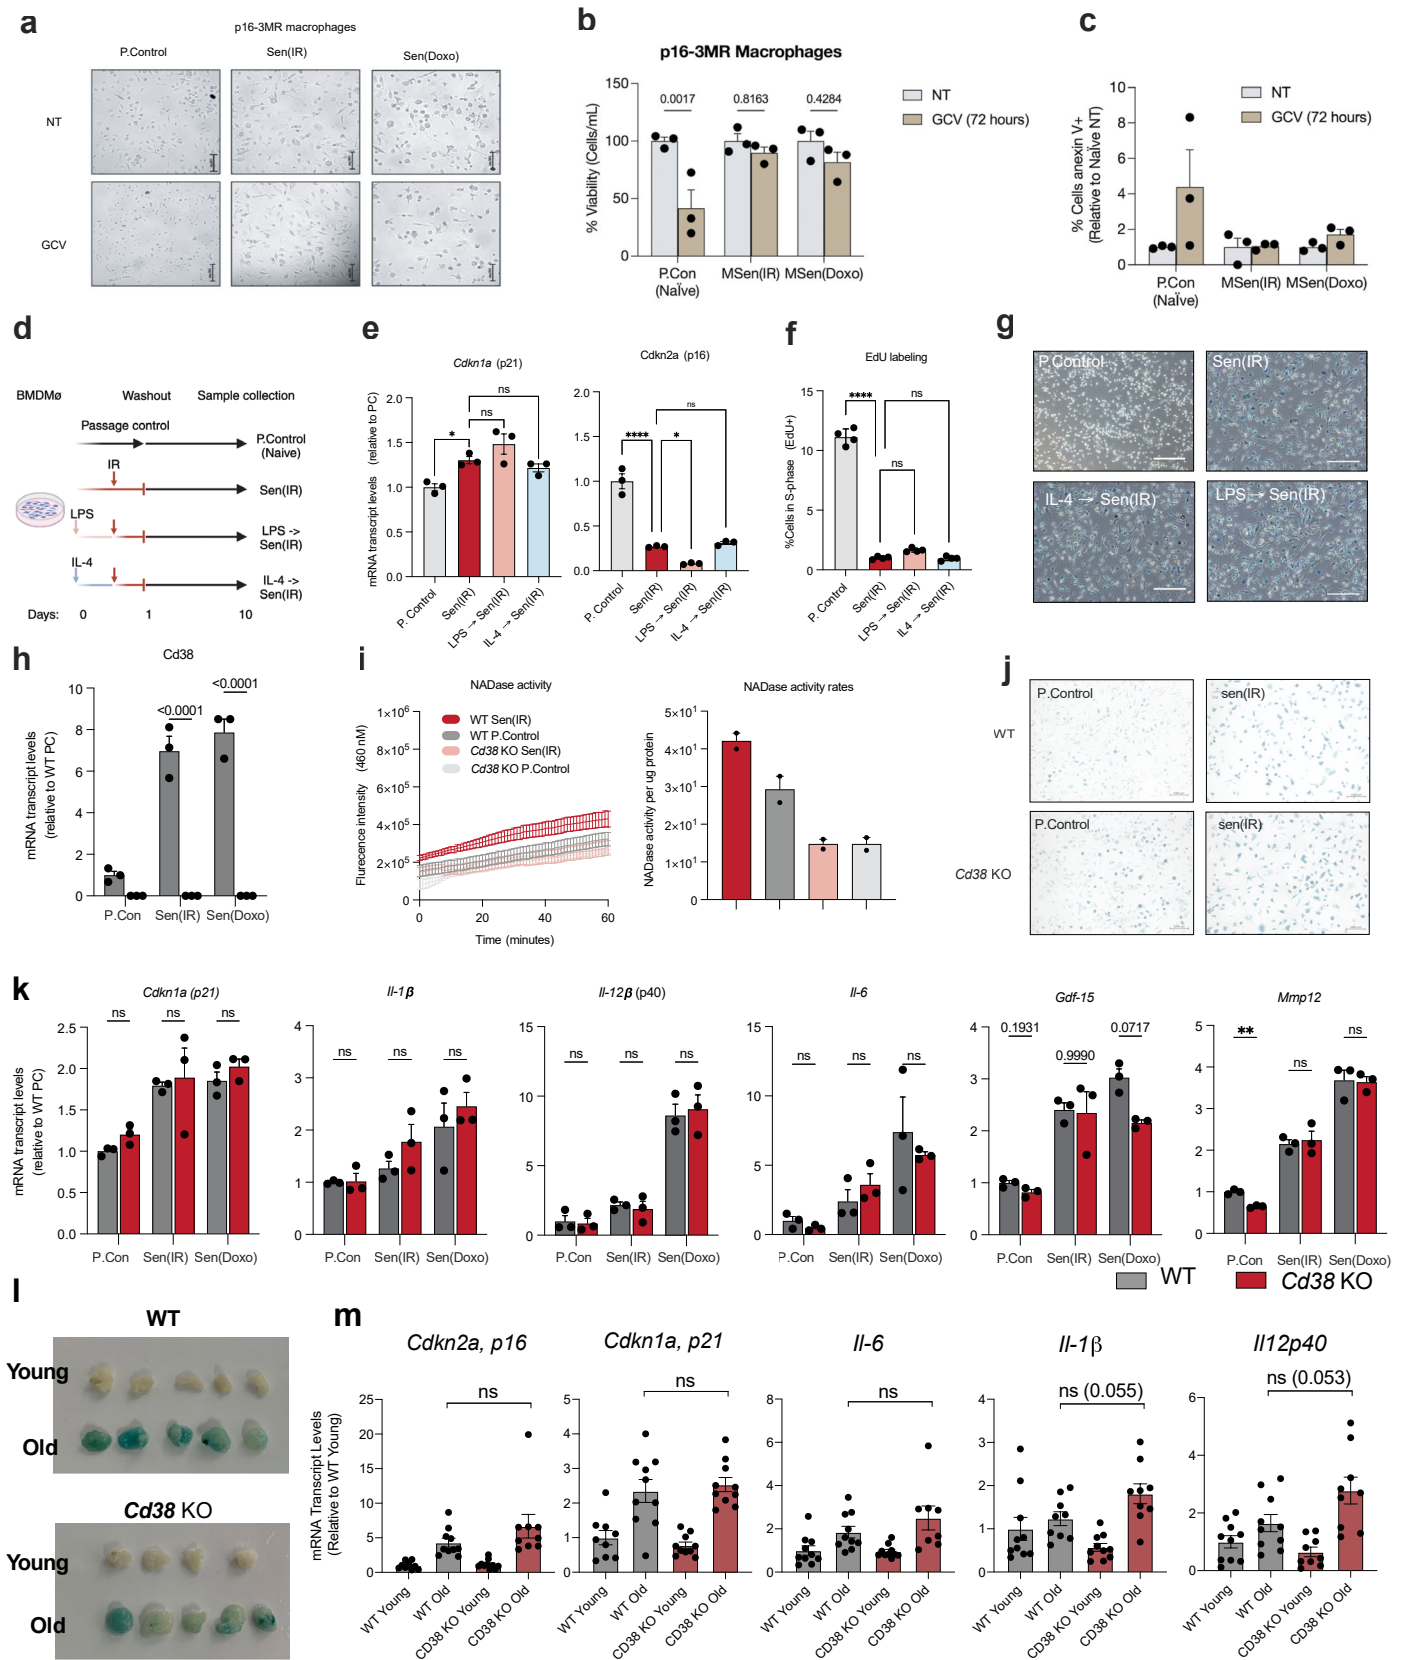 a
p16-3MR macrophages
P.Control
Sen(IR)
Sen(Doxo)
NT
GCV
b
p16-3MR Macrophages
% Viability (Cells/mL)
150
100
50
0
0.0017
0.8163
0.4284
NT
GCV (72 hours)
P.Con
(NaÏve)
MSen(IR)
MSen(Doxo)
c
% Cells anexin V+
(Relative to NaÏve NT)
10
8
6
4
2
0
NT
GCV (72 hours)
P.Con
(NaÏve)
MSen(IR)
MSen(Doxo)
d
BMDMø
Washout
Sample collection
Passage control
P.Control
(Naive)
IR
Sen(IR)
LPS
LPS ->
Sen(IR)
IL-4
IL-4 ->
Sen(IR)
Days:
0
1
10
e
Cdkn1a (p21)
mRNA transcript levels (relative to PC)
2.0
1.5
1.0
0.5
0.0
*
ns
ns
P. Control
Sen(IR)
LPS → Sen(IR)
IL-4 → Sen(IR)
Cdkn2a (p16)
2.0
1.5
1.0
0.5
0.0
****
*
ns
P. Control
Sen(IR)
LPS → Sen(IR)
IL-4 → Sen(IR)
f
EdU labeling
%Cells in S-phase (EdU+)
15
10
5
0
****
ns
ns
P. Control
Sen(IR)
LPS → Sen(IR)
IL-4 → Sen(IR)
g
P.Control
Sen(IR)
IL-4 → Sen(IR)
LPS → Sen(IR)
h
Cd38
mRNA transcript levels
(relative to WT PC)
10
8
6
4
2
0
<0.0001
<0.0001
P.Con
Sen(IR)
Sen(Doxo)
i
NADase activity
Flurecence intensity (460 nM)
1×10⁶
8×10⁵
6×10⁵
4×10⁵
2×10⁵
0
WT Sen(IR)
WT P.Control
Cd38 KO Sen(IR)
Cd38 KO P.Control
0
20
40
60
Time (minutes)
NADase activity rates
NADase activity per ug protein
5×10¹
4×10¹
3×10¹
2×10¹
1×10¹
0
j
WT
P.Control
sen(IR)
Cd38 KO
P.Control
sen(IR)
k
mRNA transcript levels
(relative to WT PC)
Cdkn1a (p21)
2.5
2.0
1.5
1.0
0.5
0.0
ns
ns
ns
P.Con
Sen(IR)
Sen(Doxo)
Il-1β
4
3
2
1
0
ns
ns
ns
P.Con
Sen(IR)
Sen(Doxo)
Il-12β (p40)
15
10
5
0
ns
ns
ns
P.Con
Sen(IR)
Sen(Doxo)
Il-6
15
10
5
0
ns
ns
ns
P.Con
Sen(IR)
Sen(Doxo)
Gdf-15
4
3
2
1
0
0.1931
0.9990
0.0717
P.Con
Sen(IR)
Sen(Doxo)
Mmp12
5
4
3
2
1
0
**
ns
ns
P.Con
Sen(IR)
Sen(Doxo)
WT
Cd38 KO
l
WT
Young
Old
Cd38 KO
Young
Old
m
mRNA Transcript Levels
(Relative to WT Young)
Cdkn2a, p16
25
20
15
10
5
0
ns
WT Young
WT Old
CD38 KO Young
CD38 KO Old
Cdkn1a, p21
5
4
3
2
1
0
ns
WT Young
WT Old
CD38 KO Young
CD38 KO Old
Il-6
8
6
4
2
0
ns
WT Young
WT Old
CD38 KO Young
CD38 KO Old
Il-1β
4
3
2
1
0
ns (0.055)
WT Young
WT Old
CD38 KO Young
CD38 KO Old
Il12p40
6
4
2
0
ns (0.053)
WT Young
WT Old
CD38 KO Young
CD38 KO Old